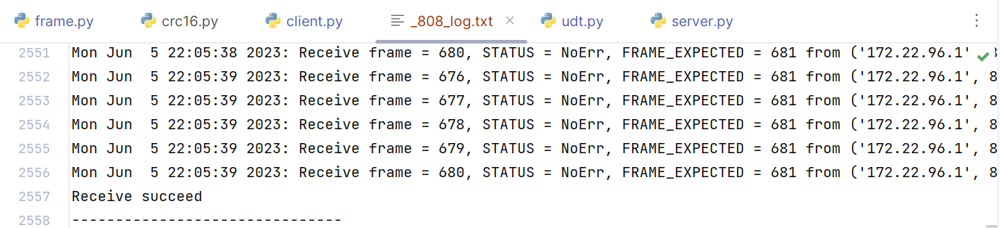 frame.py crc16.py client.py _808_log.txt udt.py server.py
2551 Mon Jun  5 22:05:38 2023: Receive frame = 680, STATUS = NoErr, FRAME_EXPECTED = 681 from ('172.22.96.1'
2552 Mon Jun  5 22:05:39 2023: Receive frame = 676, STATUS = NoErr, FRAME_EXPECTED = 681 from ('172.22.96.1', 8
2553 Mon Jun  5 22:05:39 2023: Receive frame = 677, STATUS = NoErr, FRAME_EXPECTED = 681 from ('172.22.96.1', 8
2554 Mon Jun  5 22:05:39 2023: Receive frame = 678, STATUS = NoErr, FRAME_EXPECTED = 681 from ('172.22.96.1', 8
2555 Mon Jun  5 22:05:39 2023: Receive frame = 679, STATUS = NoErr, FRAME_EXPECTED = 681 from ('172.22.96.1', 8
2556 Mon Jun  5 22:05:39 2023: Receive frame = 680, STATUS = NoErr, FRAME_EXPECTED = 681 from ('172.22.96.1', 8
2557 Receive succeed
2558 -------------------------------